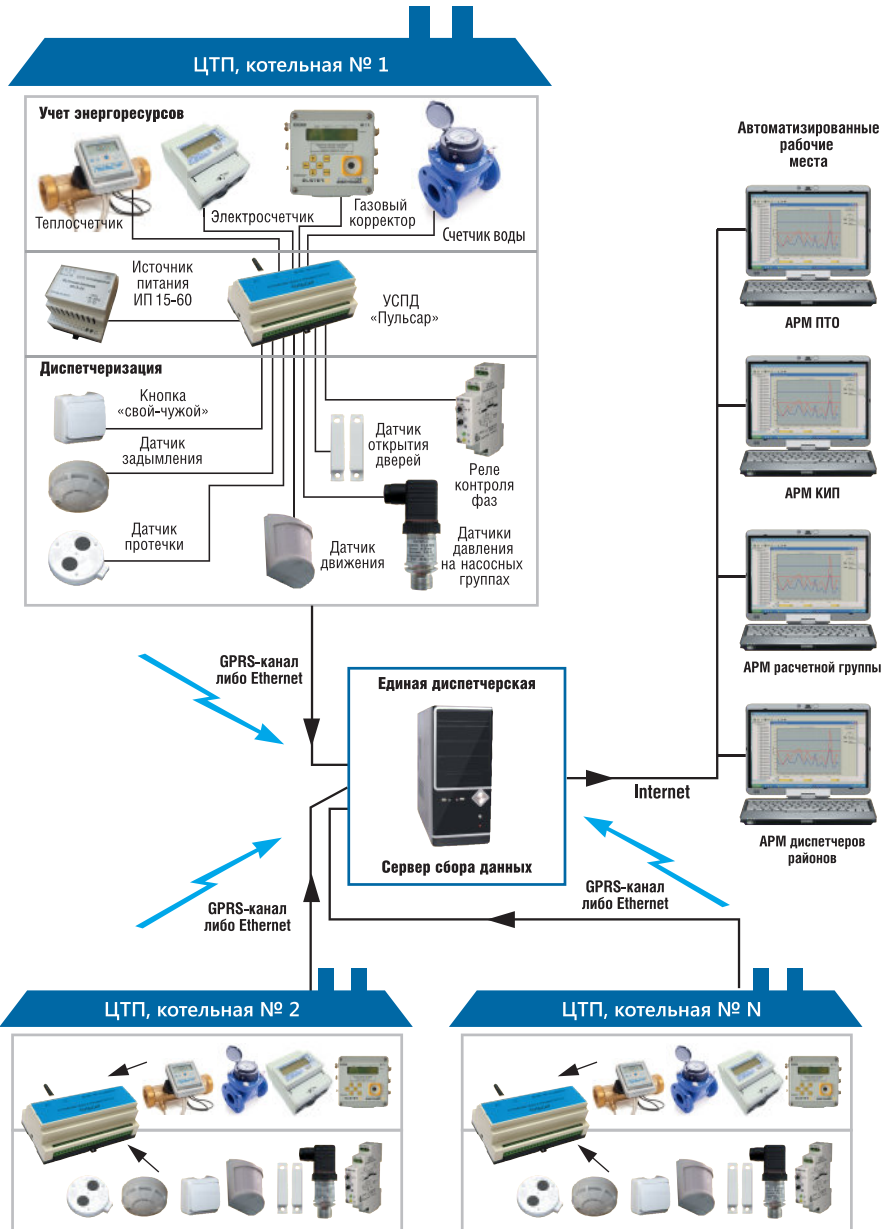 ЦТП, котельная № 1
Учет энергоресурсов
Теплосчетчик
Электросчетчик
Газовый
корректор
Счетчик воды
Источник
питания
ИП 15-60
УСПД
«Пульсар»
Диспетчеризация
Кнопка
«свой-чужой»
Датчик
задымления
Датчик
протечки
Датчик
движения
Датчик
открытия
дверей
Реле
контроля
фаз
Датчики
давления
на насосных
группах
Автоматизированные
рабочие
места
АРМ ПТО
АРМ КИП
АРМ расчетной группы
АРМ диспетчеров
районов
GPRS-канал
либо Ethernet
Единая диспетчерская
Сервер сбора данных
Internet
GPRS-канал
либо Ethernet
GPRS-канал
либо Ethernet
ЦТП, котельная № 2
ЦТП, котельная № N